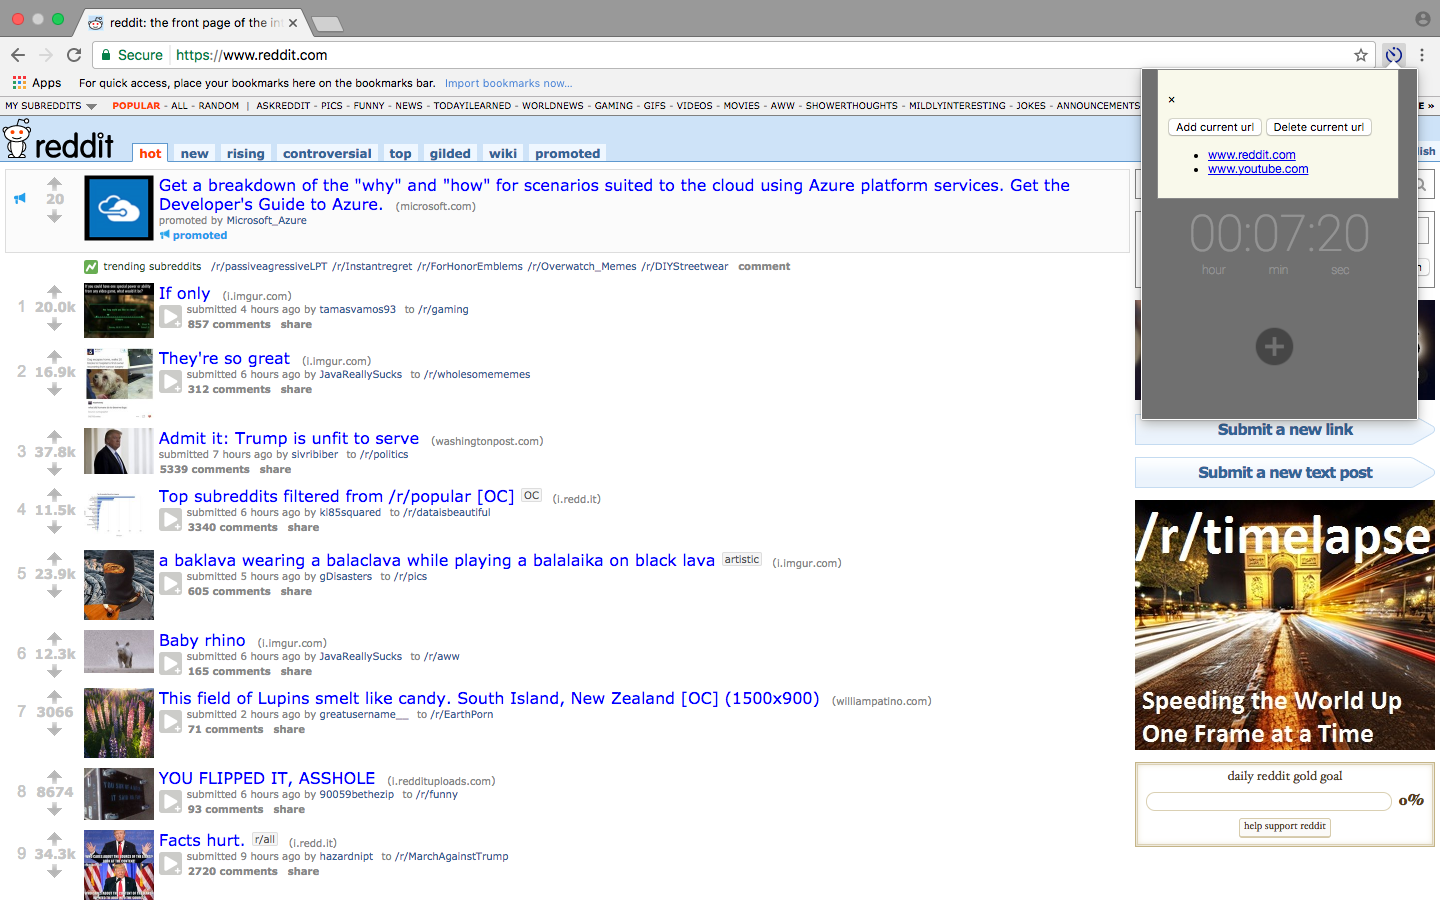 reddit: the front page of the in
Secure https://www.reddit.com
Apps For quick access, place your bookmarks here on the bookmarks bar. Import bookmarks now...
MY SUBREDDITS POPULAR - ALL - RANDOM | ASKREDDIT - PICS - FUNNY - NEWS - TODAYILEARNED - WORLDNEWS - GAMING - GIFS - VIDEOS - MOVIES - AWW - SHOWERTHOUGHTS - MILDLYINTERESTING - JOKES - ANNOUNCEMENTS E »
reddit hot new rising controversial top gilded wiki promoted
lish
×
Add current url Delete current url
• www.reddit.com
• www.youtube.com
00:07:20
hour min sec
20
Get a breakdown of the "why" and "how" for scenarios suited to the cloud using Azure platform services. Get the
Developer's Guide to Azure. (microsoft.com)
promoted by Microsoft_Azure
promoted
trending subreddits /r/passiveagressiveLPT /r/Instantregret /r/ForHonorEmblems /r/Overwatch_Memes /r/DIYStreetwear comment
1 20.0k If only (i.imgur.com)
submitted 4 hours ago by tamasvamos93 to /r/gaming
857 comments share
2 16.9k They're so great (i.imgur.com)
submitted 6 hours ago by JavaReallySucks to /r/wholesomememes
312 comments share
3 37.8k Admit it: Trump is unfit to serve (washingtonpost.com)
submitted 7 hours ago by sivribiber to /r/politics
5339 comments share
4 11.5k Top subreddits filtered from /r/popular [OC] OC (i.redd.it)
submitted 6 hours ago by ki85squared to /r/dataisbeautiful
3340 comments share
5 23.9k a baklava wearing a balaclava while playing a balalaika on black lava artistic (i.imgur.com)
submitted 5 hours ago by gDisasters to /r/pics
605 comments share
6 12.3k Baby rhino (i.imgur.com)
submitted 6 hours ago by JavaReallySucks to /r/aww
165 comments share
7 3066 This field of Lupins smelt like candy. South Island, New Zealand [OC] (1500x900) (williampatino.com)
submitted 2 hours ago by greatusername__ to /r/EarthPorn
71 comments share
8 8674 YOU FLIPPED IT, ASSHOLE (i.reddituploads.com)
submitted 6 hours ago by 90059bethezip to /r/funny
93 comments share
9 34.3k Facts hurt. r/all (i.redd.it)
submitted 9 hours ago by hazardnipt to /r/MarchAgainstTrump
2720 comments share
Submit a new link
Submit a new text post
/r/timelapse
Speeding the World Up
One Frame at a Time
daily reddit gold goal
0%
help support reddit